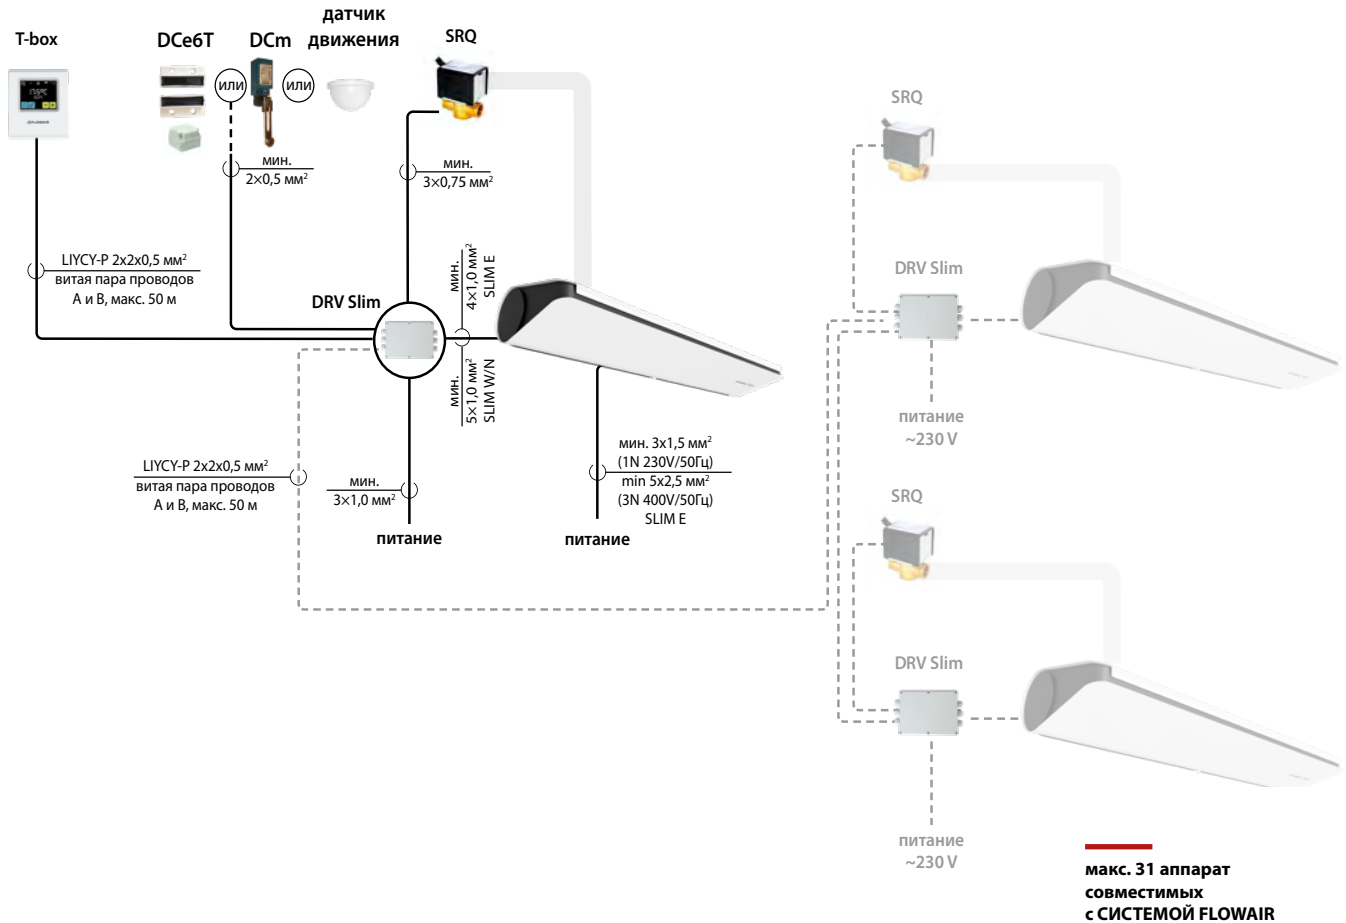 T-box
DCe6T
DCm
датчик
движения
SRQ
или
или
FLOWAIR
мин.
2×0,5 мм²
мин.
3×0,75 мм²
LIYCY-P 2x2x0,5 мм²
витая пара проводов
А и В, макс. 50 м
DRV Slim
мин.
4×1,0 мм²
SLIM E
мин.
5×1,0 мм²
SLIM W/N
LIYCY-P 2x2x0,5 мм²
витая пара проводов
А и В, макс. 50 м
мин.
3×1,0 мм²
питание
мин. 3x1,5 мм²
(1N 230V/50Гц)
min 5x2,5 мм²
(3N 400V/50Гц)
SLIM E
питание
SRQ
DRV Slim
питание
~230 V
SRQ
DRV Slim
питание
~230 V
макс. 31 аппарат
совместимых
с СИСТЕМОЙ FLOWAIR